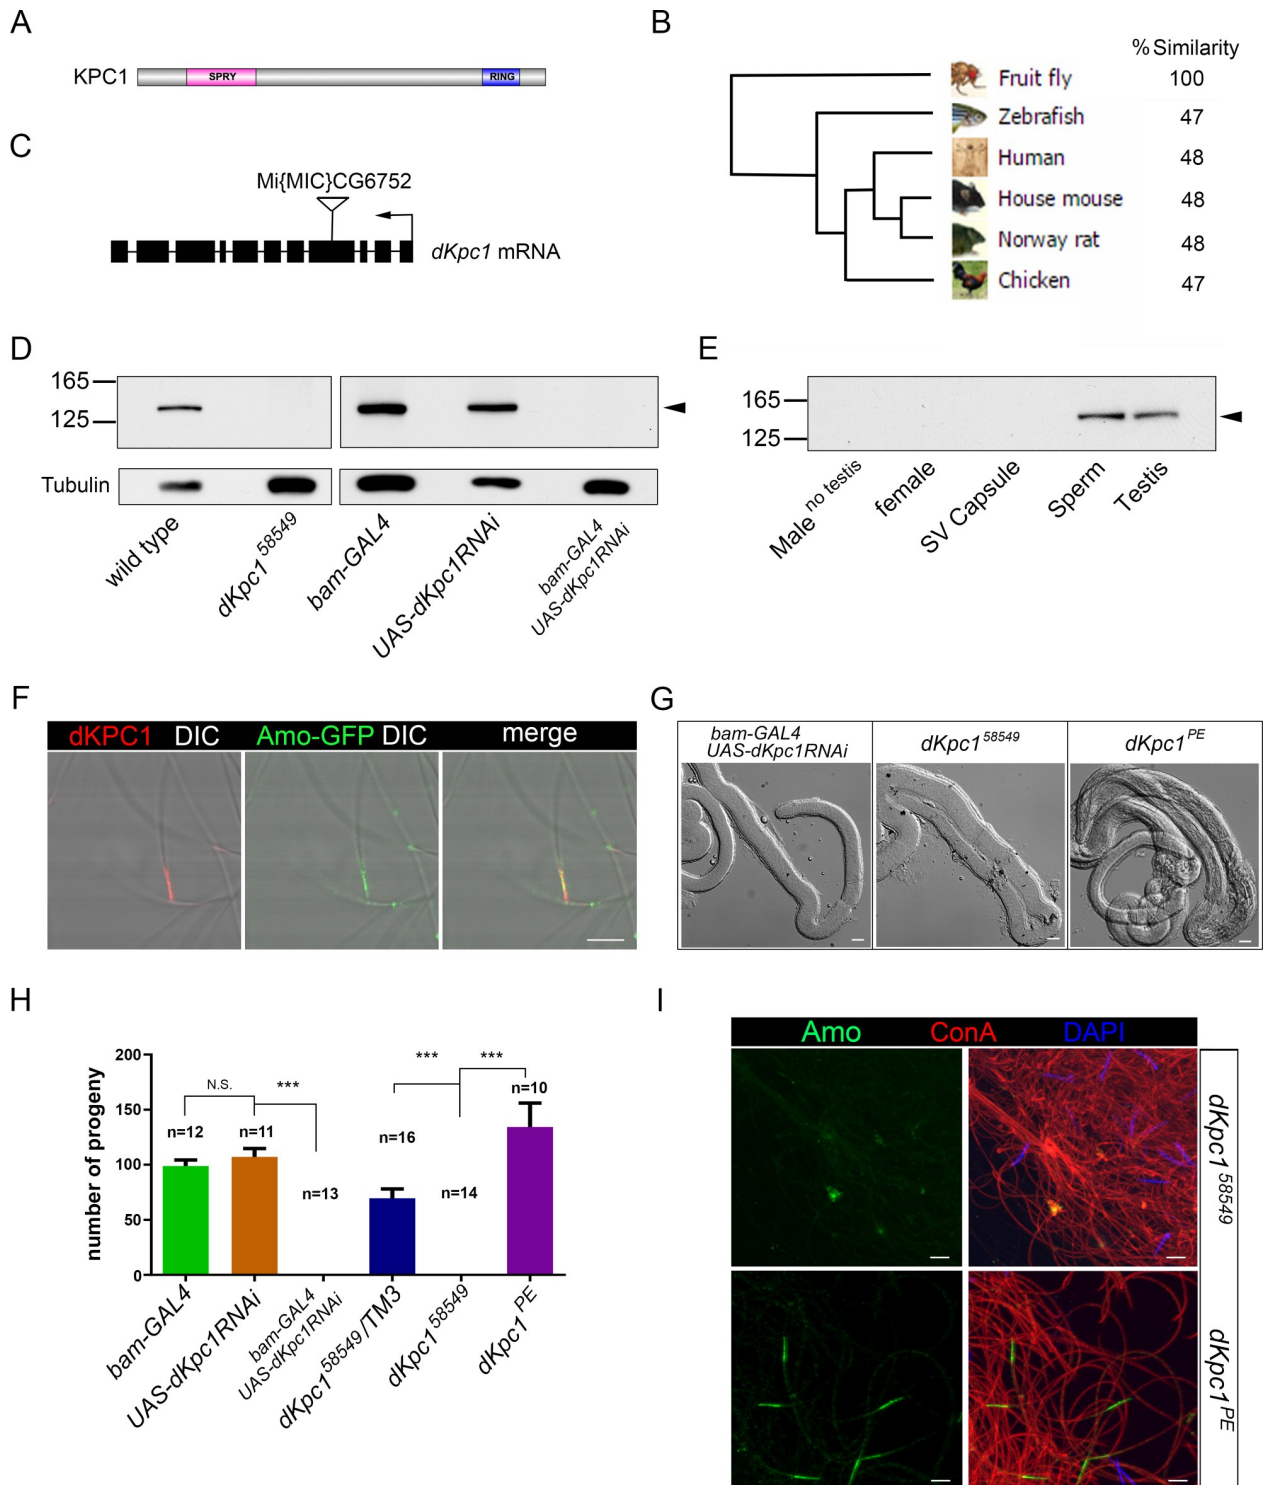 A
KPC1 SPRY RING
B
% Similarity
Fruit fly 100
Zebrafish 47
Human 48
House mouse 48
Norway rat 48
Chicken 47
C
Mi{MIC}CG6752
dKpc1 mRNA
D
165
125
Tubulin
wild type
dKpc1 58549
bam-GAL4
UAS-dKpc1RNAi
bam-GAL4
UAS-dKpc1RNAi
E
165
125
Male no testis
female
SV Capsule
Sperm
Testis
F
dKPC1 DIC
Amo-GFP DIC
merge
G
bam-GAL4
UAS-dKpc1RNAi
dKpc1 58549
dKpc1 PE
H
number of progeny
200
150
100
50
0
N.S.
***
***
***
n=12
n=11
n=13
n=16
n=14
n=10
bam-GAL4
UAS-dKpc1RNAi
bam-GAL4
UAS-dKpc1RNAi
dKpc1 58549/TM3
dKpc1 58549
dKpc1 PE
I
Amo ConA DAPI
dKpc1 58549
dKpc1 PE